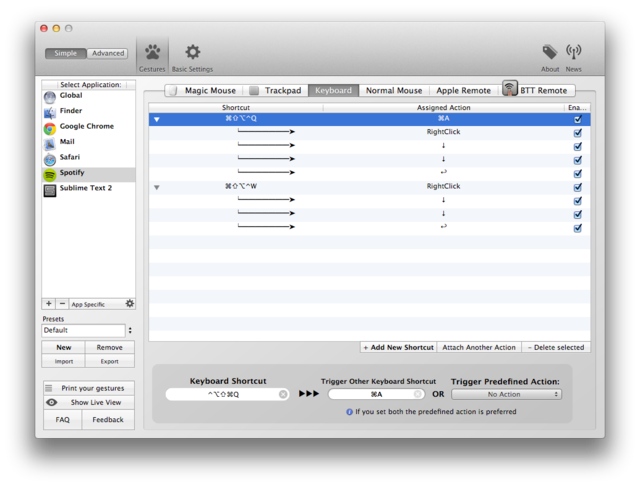 Simple Advanced
Gestures Basic Settings About News
Select Application:
Global
Finder
Google Chrome
Mail
Safari
Spotify
Sublime Text 2
+ − App Specific
Presets
Default
New Remove
Import Export
Print your gestures
Show Live View
FAQ Feedback
Magic Mouse Trackpad Keyboard Normal Mouse Apple Remote BTT Remote
Shortcut Assigned Action Ena...
⌘⇧⌥^Q ⌘A
RightClick
↓
↓
↩
⌘⇧⌥^W RightClick
↓
↓
↩
+ Add New Shortcut Attach Another Action − Delete selected
Keyboard Shortcut Trigger Other Keyboard Shortcut Trigger Predefined Action:
^⌥⇧⌘Q ⌘A OR No Action
If you set both the predefined action is preferred